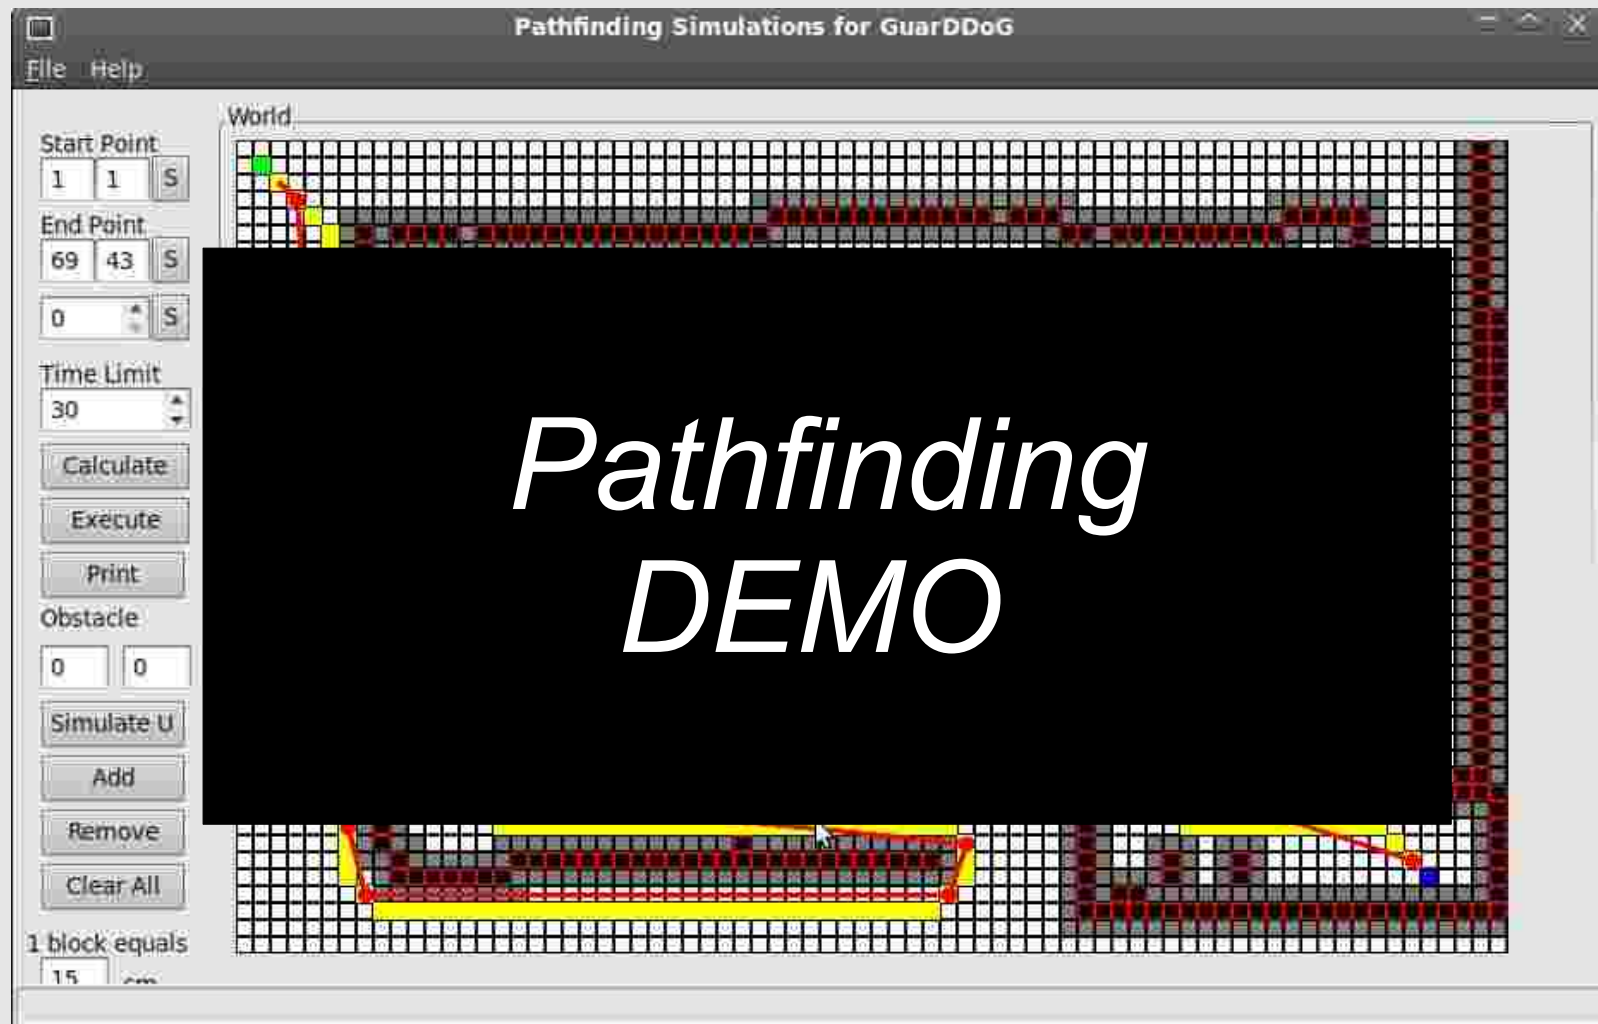 Pathfinding Simulations for GuarDDoG
File Help
World
Start Point
1 1 S
End Point
69 43 S
0 S
Time Limit
30
Calculate
Execute
Print
Obstacle
0 0
Simulate U
Add
Remove
Clear All
1 block equals
15 cm
Pathfinding
DEMO